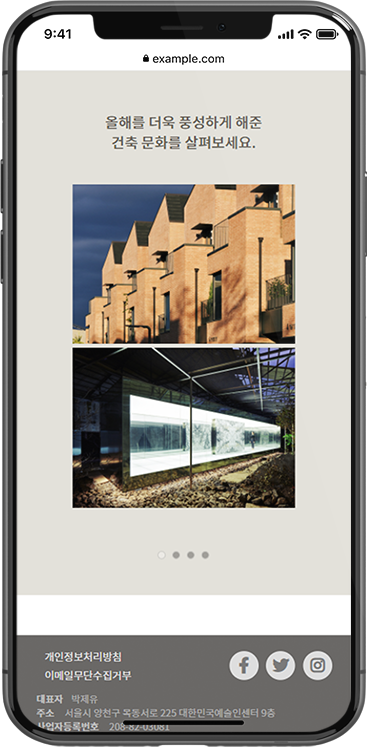 9:41
example.com
올해를 더욱 풍성하게 해준
건축 문화를 살펴보세요.
개인정보처리방침
이메일무단수집거부
대표자 박제유
주소 서울시 양천구 목동서로 225 대한민국예술인센터 9층
사업자등록번호 208-82-03081